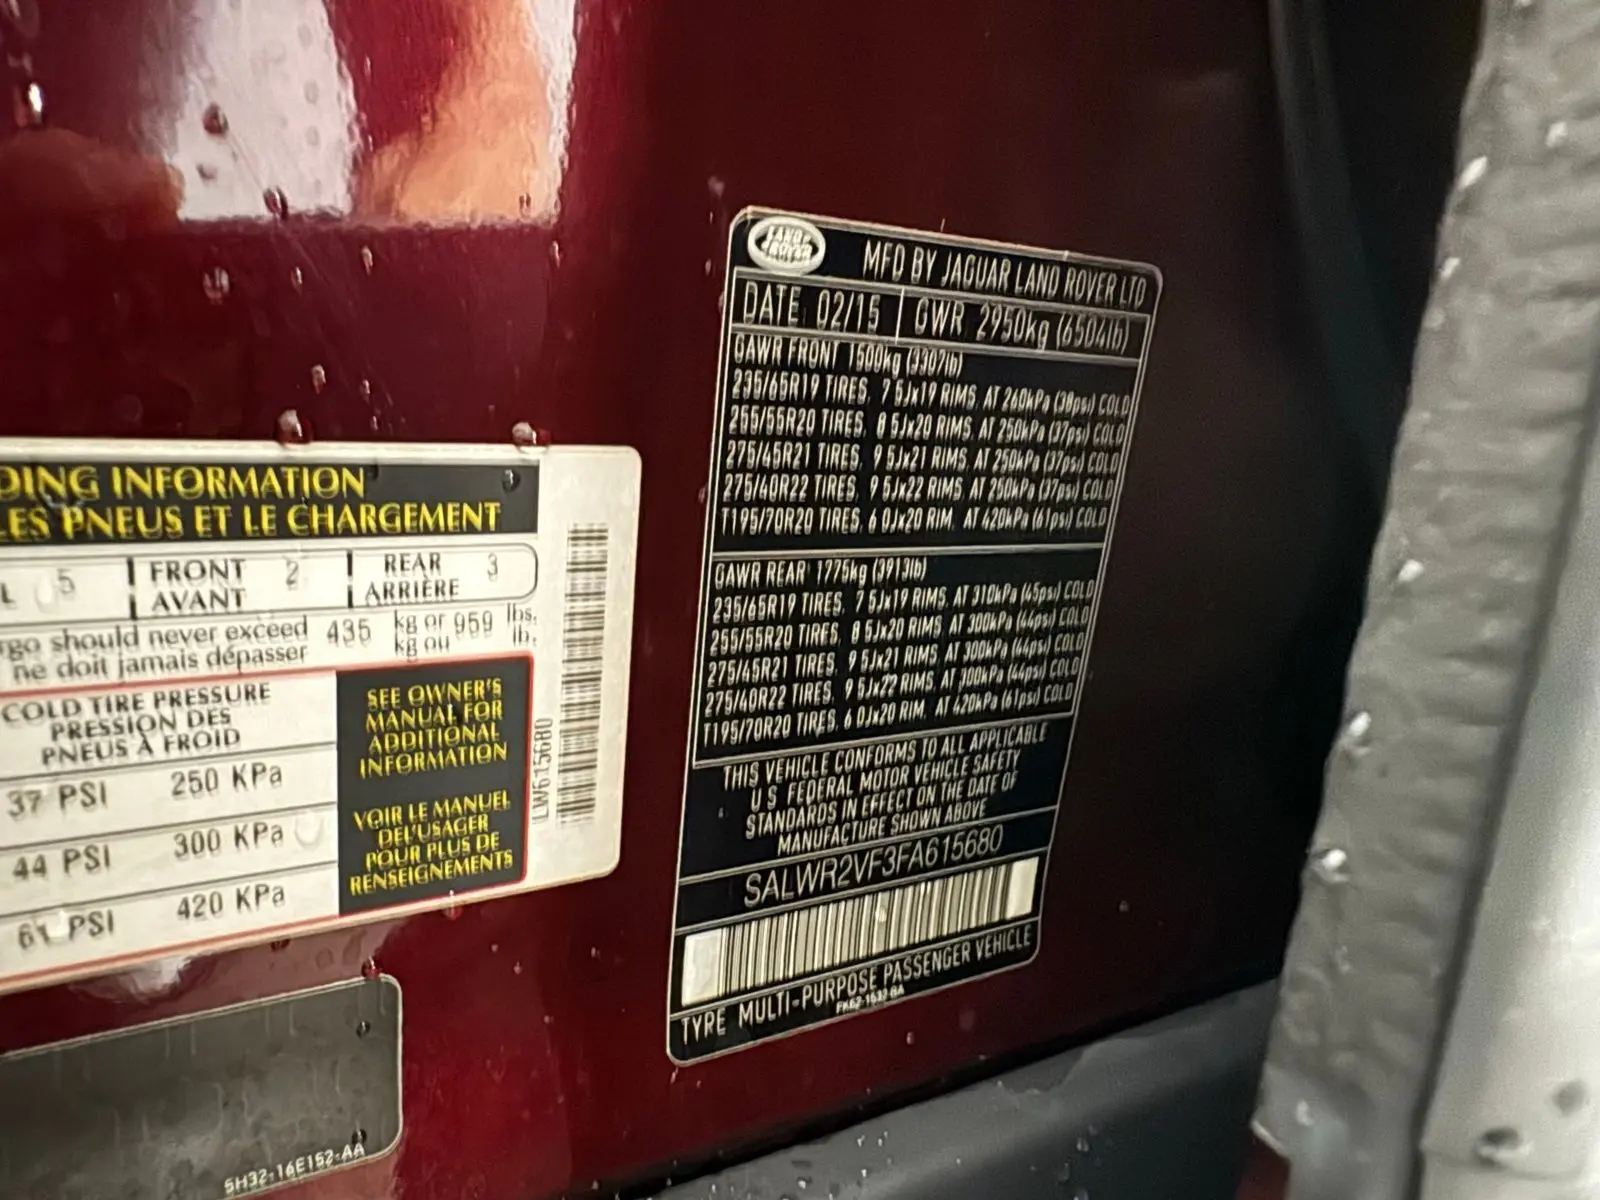 DING INFORMATION
LES PNEUS ET LE CHARGEMENT
L 5 FRONT AVANT 2 REAR ARRIÈRE 3
rgo should never exceed 435 kg or 959 lbs.
ne doit jamais dépasser kg ou lb.
COLD TIRE PRESSURE
PRESSION DES
PNEUS À FROID
37 PSI 250 KPa
44 PSI 300 KPa
61 PSI 420 KPa
SEE OWNER'S
MANUAL FOR
ADDITIONAL
INFORMATION
VOIR LE MANUEL
DEL'USAGER
POUR PLUS DE
RENSEIGNEMENTS
LW615680
5H32-16E152-AA
LAND-
ROVER
MFD BY JAGUAR LAND ROVER LTD
DATE 02/15 GWR 2950kg (6504lb)
GAWR FRONT 1500kg (3307lb)
235/65R19 TIRES, 7 5Jx19 RIMS, AT 260kPa (38psi) COLD
255/55R20 TIRES, 8 5Jx20 RIMS, AT 250kPa (37psi) COLD
275/45R21 TIRES, 9 5Jx21 RIMS, AT 250kPa (37psi) COLD
275/40R22 TIRES, 9 5Jx22 RIMS, AT 250kPa (37psi) COLD
T195/70R20 TIRES, 6 0Jx20 RIM, AT 420kPa (61psi) COLD
GAWR REAR 1775kg (3913lb)
235/65R19 TIRES, 7 5Jx19 RIMS, AT 310kPa (45psi) COLD
255/55R20 TIRES, 8 5Jx20 RIMS, AT 300kPa (44psi) COLD
275/45R21 TIRES, 9 5Jx21 RIMS, AT 300kPa (44psi) COLD
275/40R22 TIRES, 9 5Jx22 RIMS, AT 300kPa (44psi) COLD
T195/70R20 TIRES, 6 0Jx20 RIM, AT 420kPa (61psi) COLD
THIS VEHICLE CONFORMS TO ALL APPLICABLE
U S FEDERAL MOTOR VEHICLE SAFETY
STANDARDS IN EFFECT ON THE DATE OF
MANUFACTURE SHOWN ABOVE
SALWR2VF3FA615680
TYPE MULTI-PURPOSE PASSENGER VEHICLE